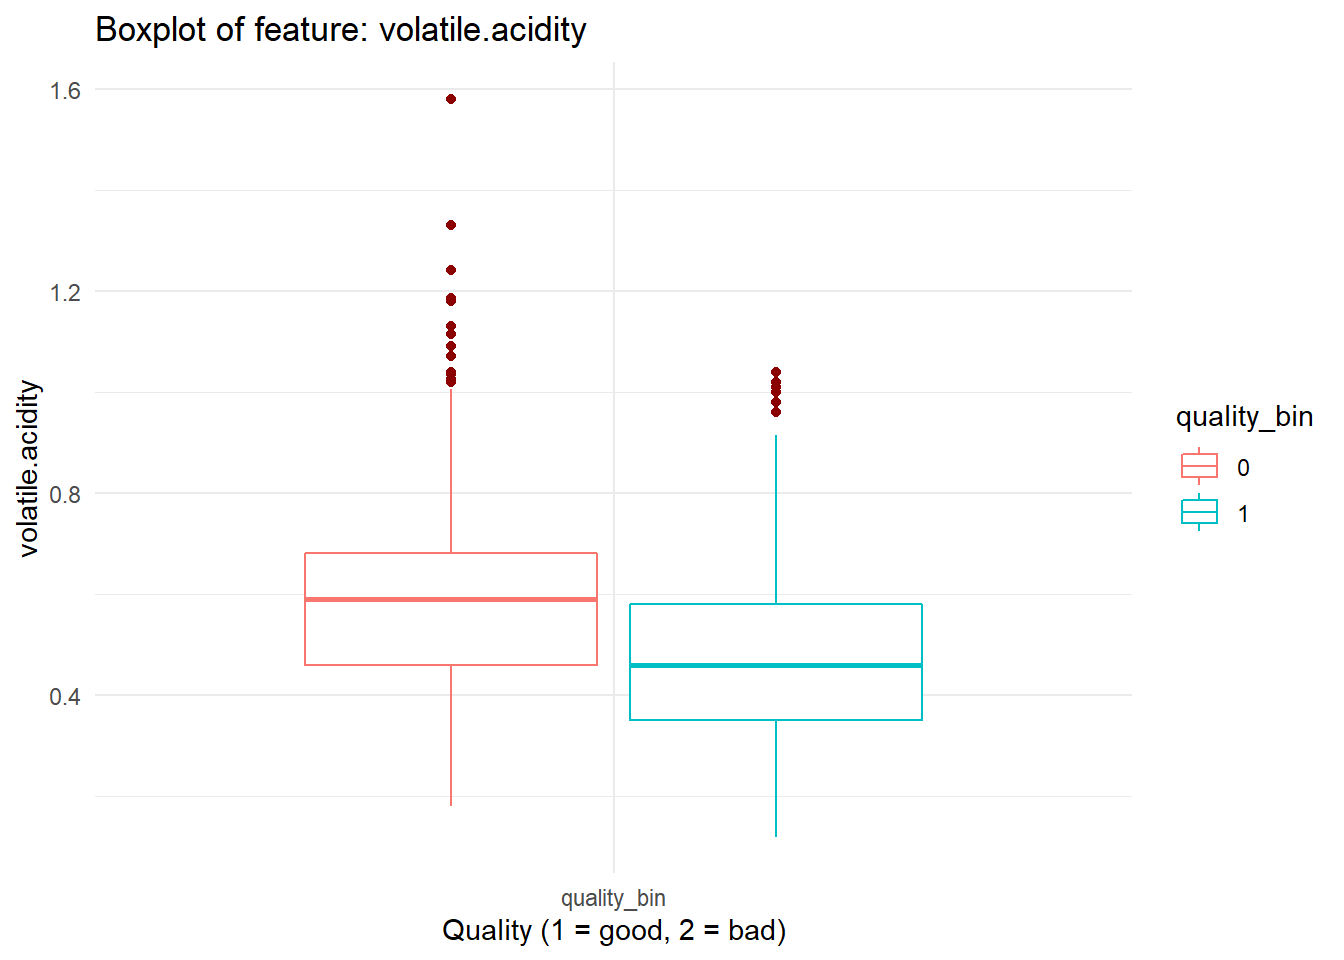 Boxplot of feature: volatile.acidity
1.6
1.2
0.8
0.4
volatile.acidity
quality_bin
Quality (1 = good, 2 = bad)
quality_bin
0
1